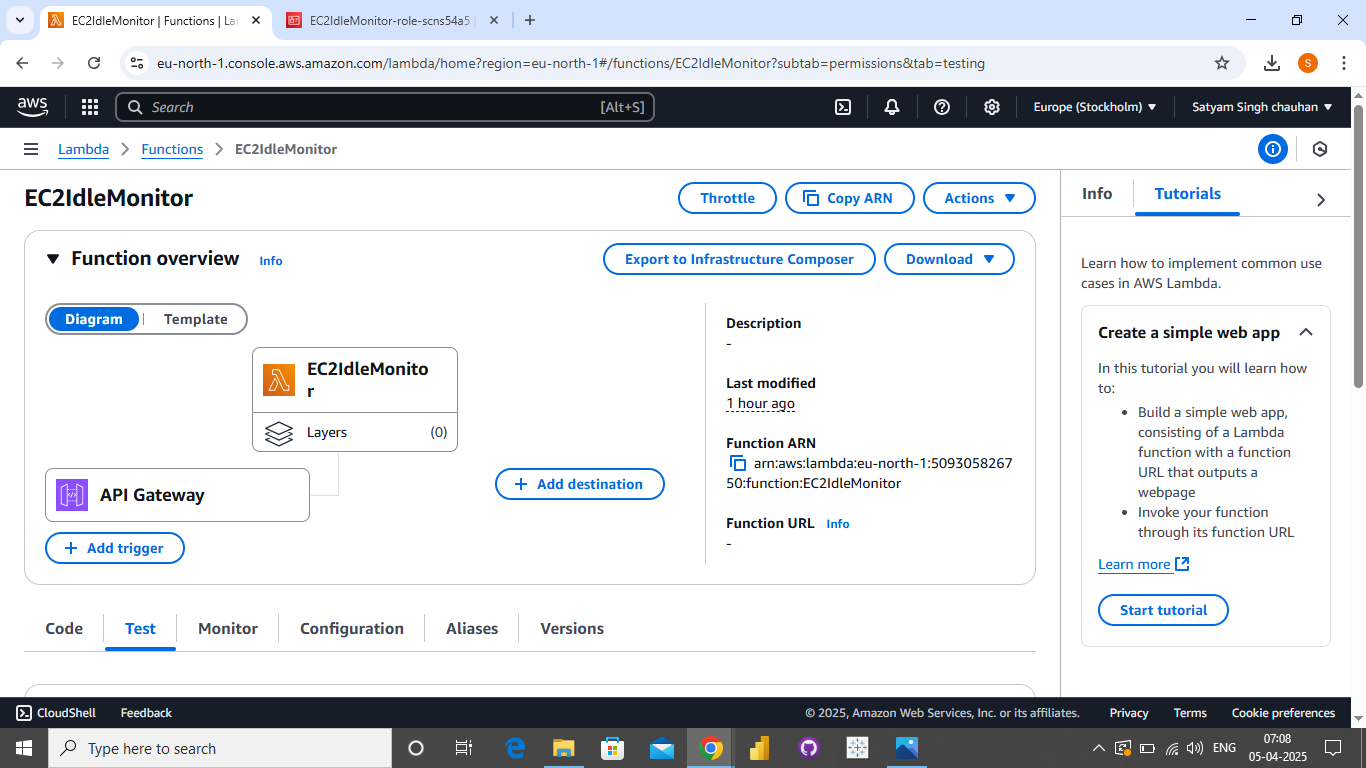 EC2IdleMonitor | Functions | La
EC2IdleMonitor-role-scns54a5 |
eu-north-1.console.aws.amazon.com/lambda/home?region=eu-north-1#/functions/EC2IdleMonitor?subtab=permissions&tab=testing
S
aws
Search
[Alt+S]
Europe (Stockholm)
Satyam Singh chauhan
Lambda
Functions
EC2IdleMonitor
EC2IdleMonitor
Throttle
Copy ARN
Actions
Function overview
Info
Export to Infrastructure Composer
Download
Diagram
Template
EC2IdleMonito
r
Layers
(0)
API Gateway
Add trigger
Add destination
Description
-
Last modified
1 hour ago
Function ARN
arn:aws:lambda:eu-north-1:5093058267
50:function:EC2IdleMonitor
Function URL Info
-
Code
Test
Monitor
Configuration
Aliases
Versions
Info
Tutorials
Learn how to implement common use
cases in AWS Lambda.
Create a simple web app
In this tutorial you will learn how
to:
• Build a simple web app,
consisting of a Lambda
function with a function
URL that outputs a
webpage
• Invoke your function
through its function URL
Learn more
Start tutorial
CloudShell
Feedback
© 2025, Amazon Web Services, Inc. or its affiliates.
Privacy
Terms
Cookie preferences
Type here to search
ENG
07:08
05-04-2025